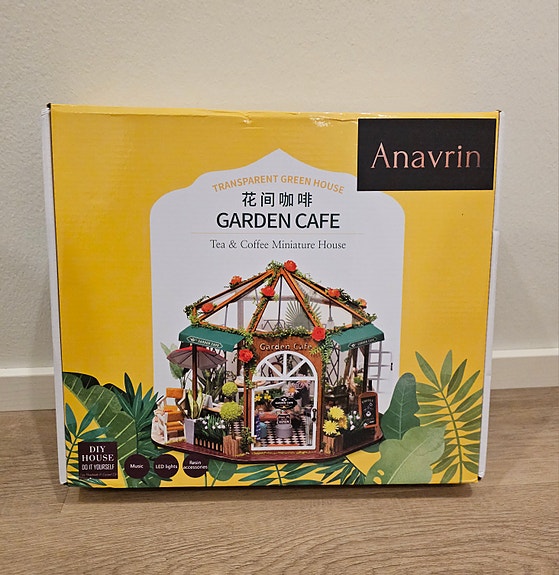 Anavrin
TRANSPARENT GREEN HOUSE
花间咖啡
GARDEN CAFE
Tea & Coffee Miniature House
Garden Cafe
DIY
HOUSE
DO IT YOURSELF
Music
LED lights
Resin
accessories